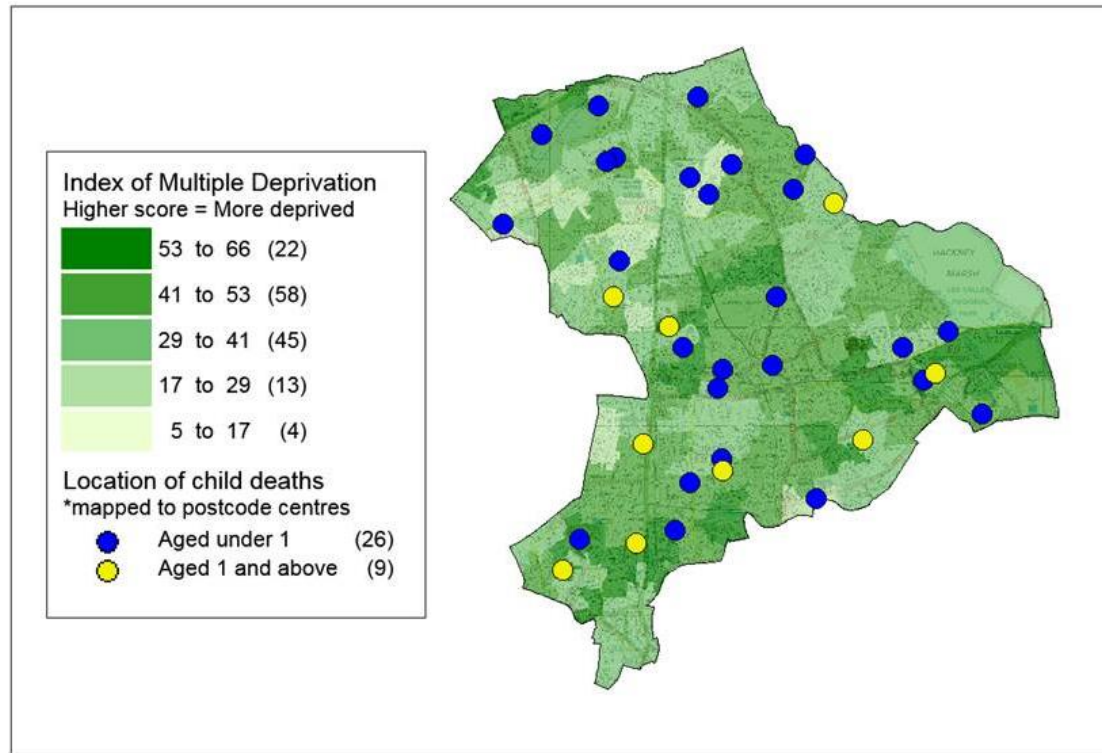 Index of Multiple Deprivation
Higher score = More deprived
53 to 66 (22)
41 to 53 (58)
29 to 41 (45)
17 to 29 (13)
5 to 17 (4)
Location of child deaths
*mapped to postcode centres
Aged under 1 (26)
Aged 1 and above (9)
HACKNEY
MARSH